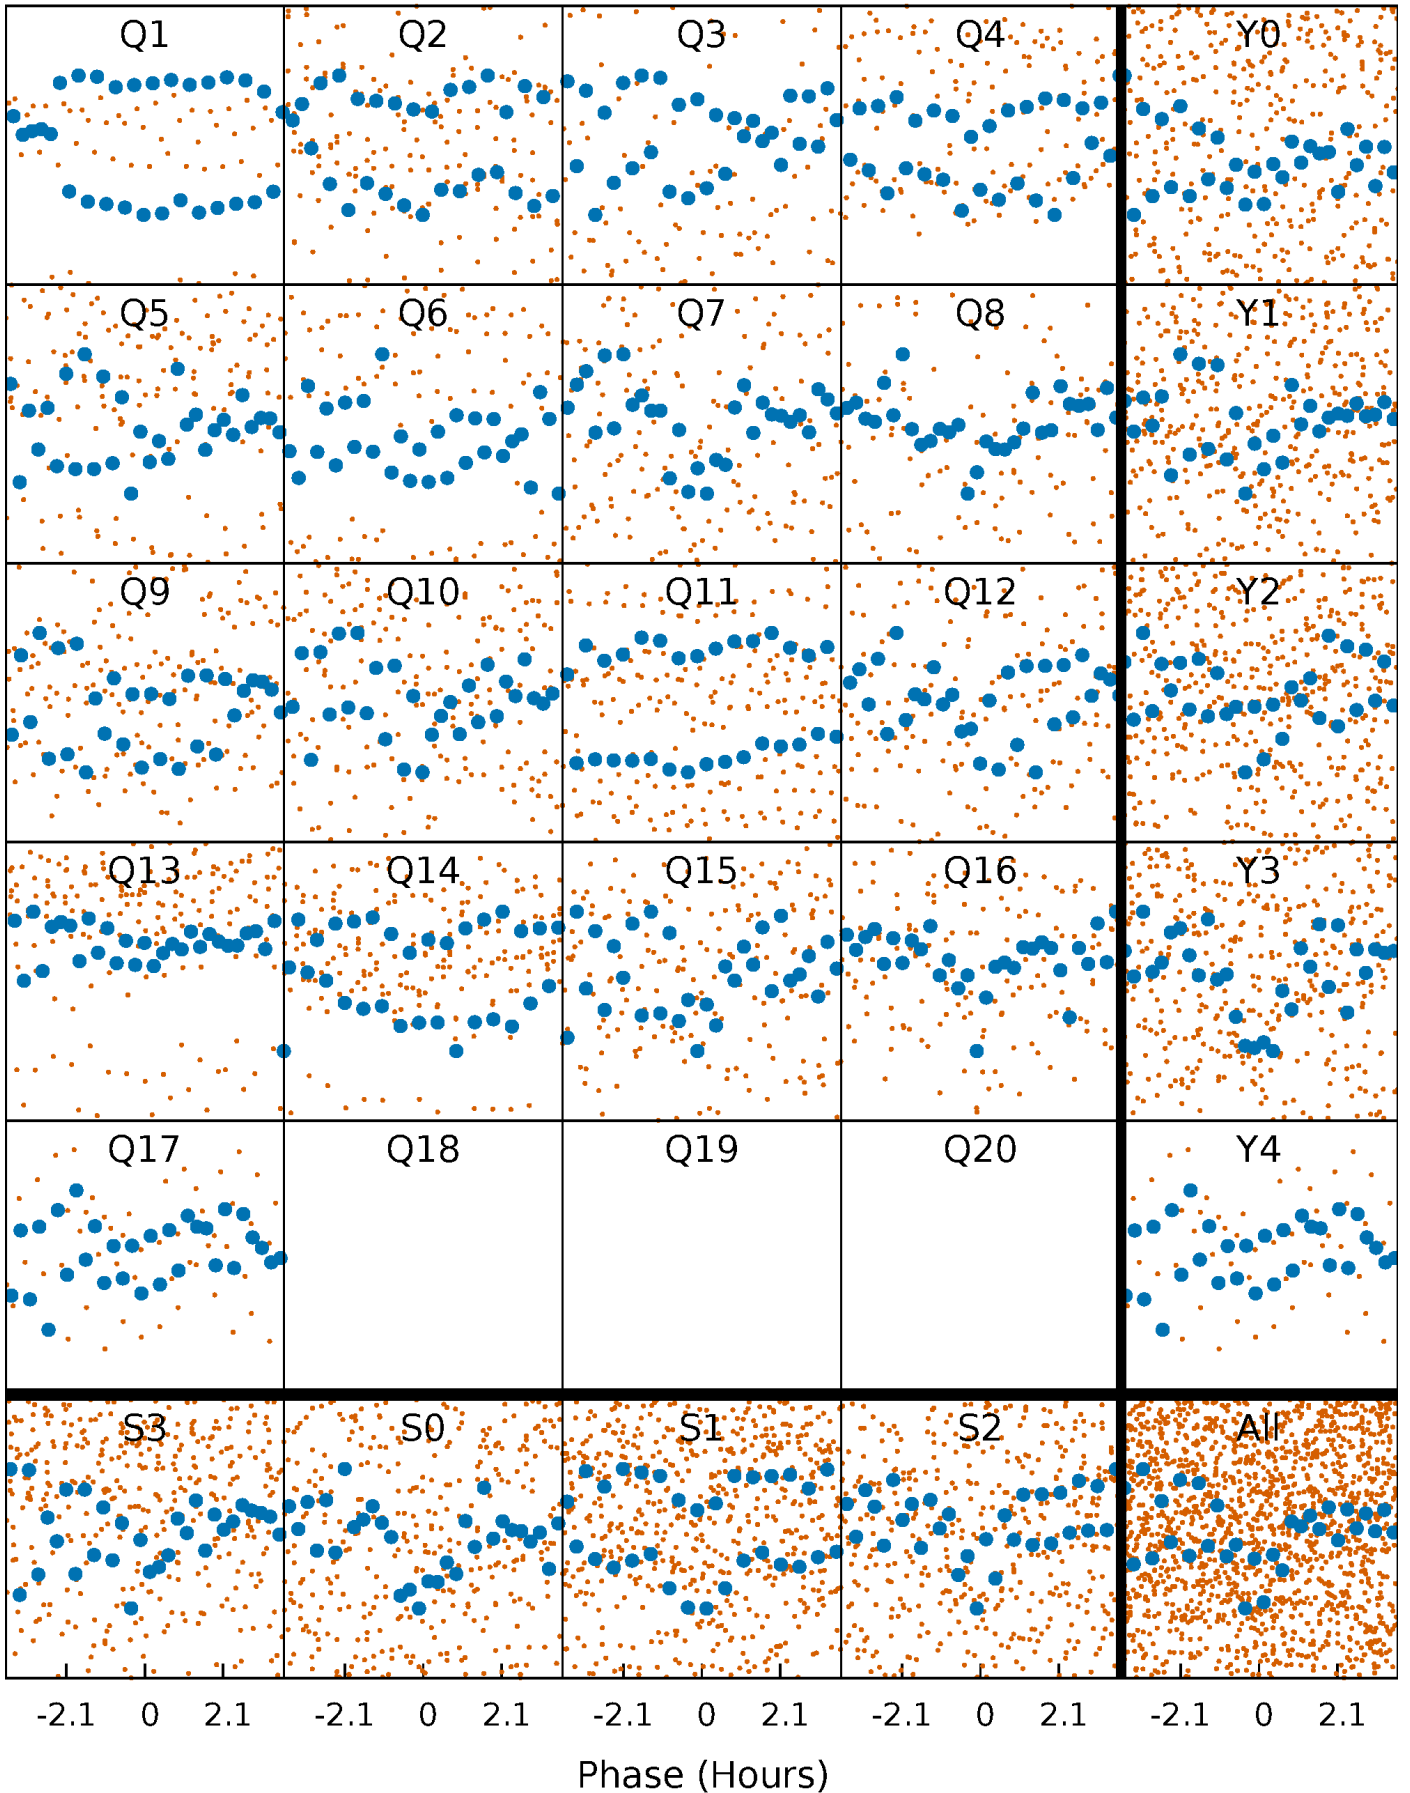 Q1 Q2 Q3 Q4 Y0
Q5 Q6 Q7 Q8 Y1
Q9 Q10 Q11 Q12 Y2
Q13 Q14 Q15 Q16 Y3
Q17 Q18 Q19 Q20 Y4
S3 S0 S1 S2 All
-2.1 0 2.1 -2.1 0 2.1 -2.1 0 2.1 -2.1 0 2.1 -2.1 0 2.1
Phase (Hours)